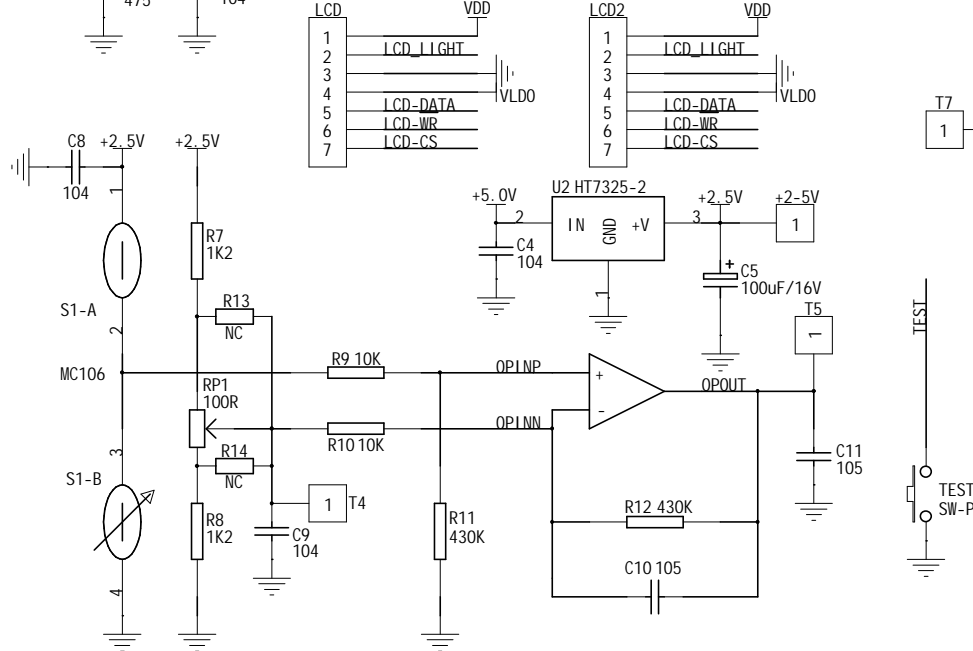 475
104
LCD
VDD
1
2
3
4
5
6
7
LCD_LIGHT
VLDO
LCD-DATA
LCD-WR
LCD-CS
LCD2
VDD
1
2
3
4
5
6
7
LCD_LIGHT
VLDO
LCD-DATA
LCD-WR
LCD-CS
T7
1
C8
104
+2.5V
+2.5V
1
S1-A
2
MC106
3
S1-B
4
R7
1K2
R13
NC
RP1
100R
R14
NC
R8
1K2
T4
1
C9
104
R9 10K
R10 10K
R11
430K
+5.0V
2
C4
104
U2 HT7325-2
IN
GND
+V
1
3
+2.5V
+2-5V
1
C5
+
100uF/16V
T5
1
OPINP
OPINN
+
-
OPOUT
R12 430K
C10 105
C11
105
TEST
TEST
SW-P